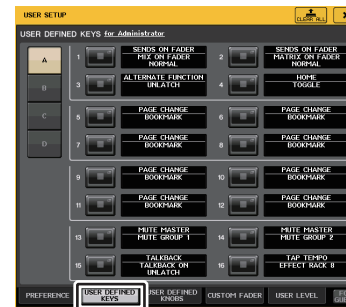 USER SETUP
CLEAR ALL
USER DEFINED KEYS for Administrator
A
B
C
D
1
SENDS ON FADER
MIX ON FADER
NORMAL
2
SENDS ON FADER
MATRIX ON FADER
NORMAL
3
ALTERNATE FUNCTION
UNLATCH
4
HOME
TOGGLE
5
PAGE CHANGE
BOOKMARK
6
PAGE CHANGE
BOOKMARK
7
PAGE CHANGE
BOOKMARK
8
PAGE CHANGE
BOOKMARK
9
PAGE CHANGE
BOOKMARK
10
PAGE CHANGE
BOOKMARK
11
PAGE CHANGE
BOOKMARK
12
PAGE CHANGE
BOOKMARK
13
MUTE MASTER
MUTE GROUP 1
14
MUTE MASTER
MUTE GROUP 2
15
TALKBACK
TALKBACK ON
UNLATCH
16
TAP TEMPO
EFFECT RACK 8
PREFERENCE
USER DEFINED
KEYS
USER DEFINED
KNOBS
CUSTOM FADER
USER LEVEL